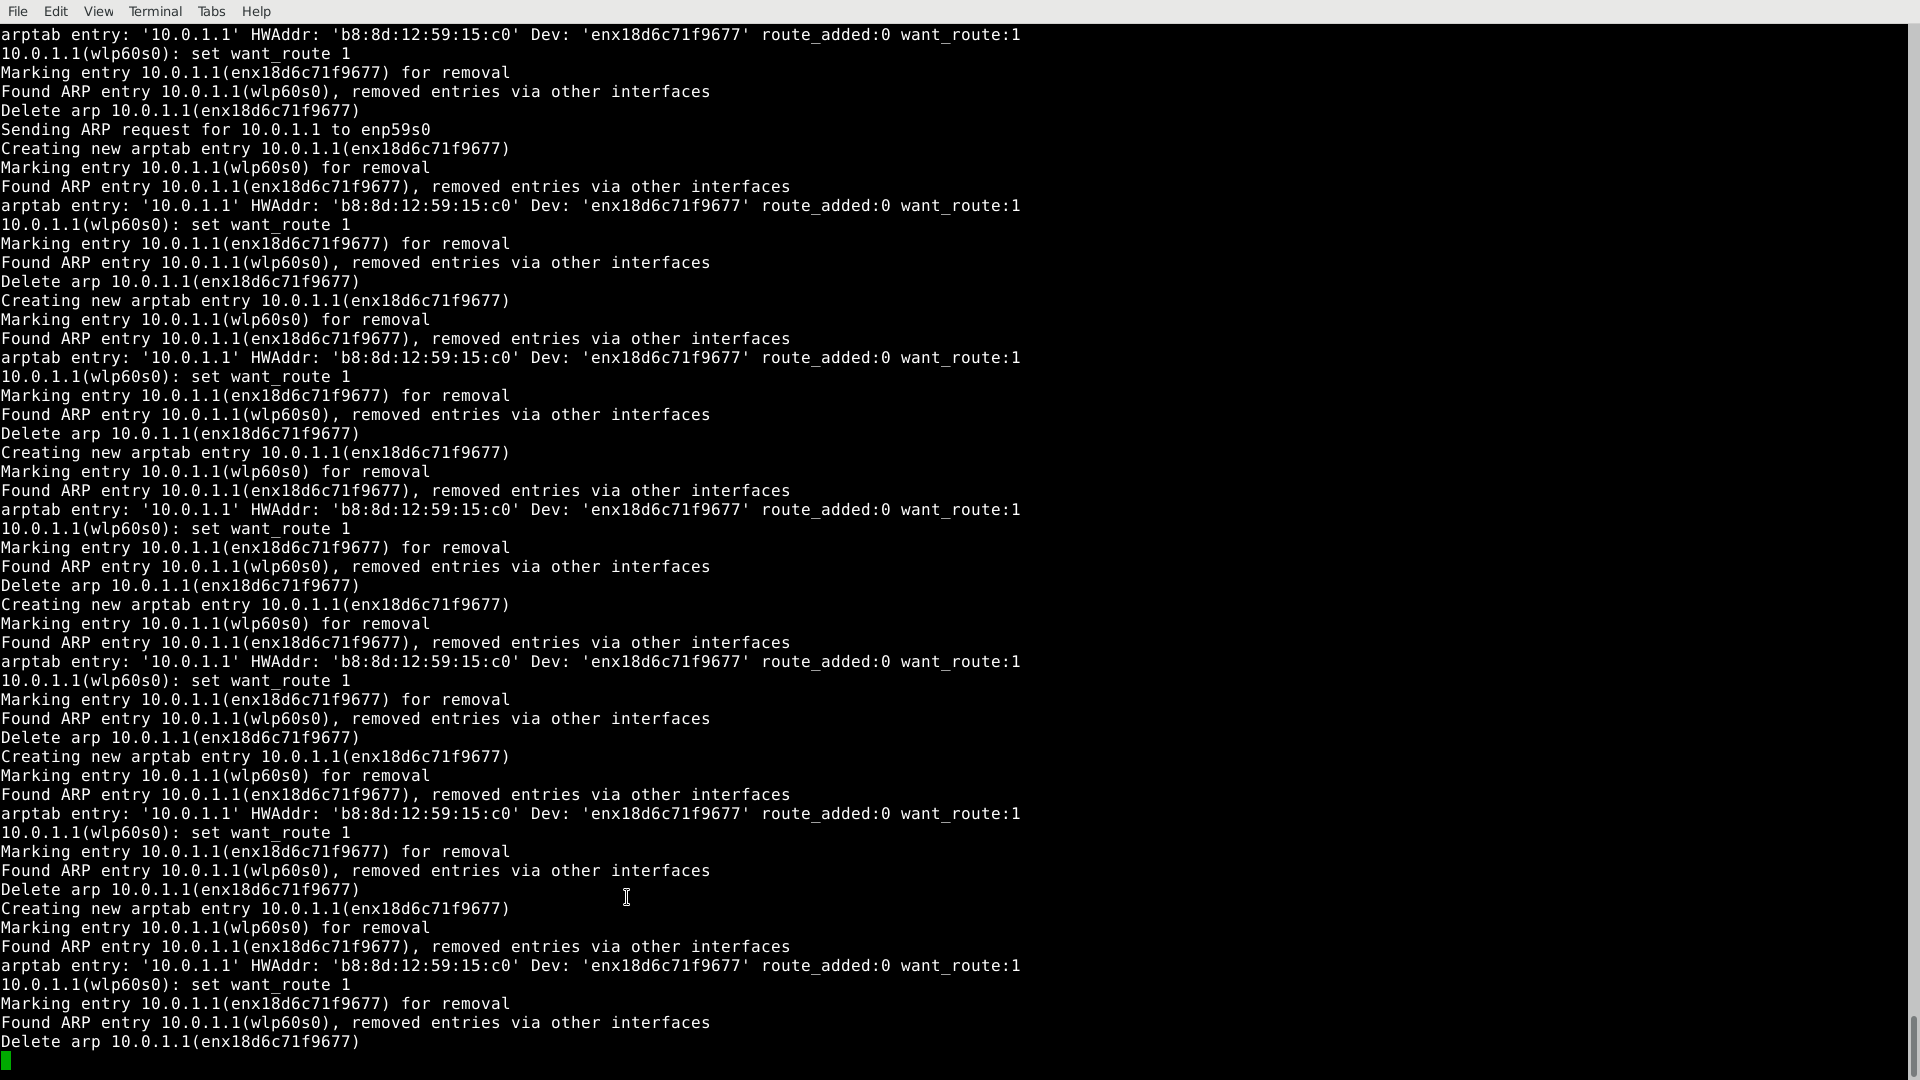 File Edit View Terminal Tabs Help
arptab entry: '10.0.1.1' HWAddr: 'b8:8d:12:59:15:c0' Dev: 'enx18d6c71f9677' route_added:0 want_route:1
10.0.1.1(wlp60s0): set want_route 1
Marking entry 10.0.1.1(enx18d6c71f9677) for removal
Found ARP entry 10.0.1.1(wlp60s0), removed entries via other interfaces
Delete arp 10.0.1.1(enx18d6c71f9677)
Sending ARP request for 10.0.1.1 to enp59s0
Creating new arptab entry 10.0.1.1(enx18d6c71f9677)
Marking entry 10.0.1.1(wlp60s0) for removal
Found ARP entry 10.0.1.1(enx18d6c71f9677), removed entries via other interfaces
arptab entry: '10.0.1.1' HWAddr: 'b8:8d:12:59:15:c0' Dev: 'enx18d6c71f9677' route_added:0 want_route:1
10.0.1.1(wlp60s0): set want_route 1
Marking entry 10.0.1.1(enx18d6c71f9677) for removal
Found ARP entry 10.0.1.1(wlp60s0), removed entries via other interfaces
Delete arp 10.0.1.1(enx18d6c71f9677)
Creating new arptab entry 10.0.1.1(enx18d6c71f9677)
Marking entry 10.0.1.1(wlp60s0) for removal
Found ARP entry 10.0.1.1(enx18d6c71f9677), removed entries via other interfaces
arptab entry: '10.0.1.1' HWAddr: 'b8:8d:12:59:15:c0' Dev: 'enx18d6c71f9677' route_added:0 want_route:1
10.0.1.1(wlp60s0): set want_route 1
Marking entry 10.0.1.1(enx18d6c71f9677) for removal
Found ARP entry 10.0.1.1(wlp60s0), removed entries via other interfaces
Delete arp 10.0.1.1(enx18d6c71f9677)
Creating new arptab entry 10.0.1.1(enx18d6c71f9677)
Marking entry 10.0.1.1(wlp60s0) for removal
Found ARP entry 10.0.1.1(enx18d6c71f9677), removed entries via other interfaces
arptab entry: '10.0.1.1' HWAddr: 'b8:8d:12:59:15:c0' Dev: 'enx18d6c71f9677' route_added:0 want_route:1
10.0.1.1(wlp60s0): set want_route 1
Marking entry 10.0.1.1(enx18d6c71f9677) for removal
Found ARP entry 10.0.1.1(wlp60s0), removed entries via other interfaces
Delete arp 10.0.1.1(enx18d6c71f9677)
Creating new arptab entry 10.0.1.1(enx18d6c71f9677)
Marking entry 10.0.1.1(wlp60s0) for removal
Found ARP entry 10.0.1.1(enx18d6c71f9677), removed entries via other interfaces
arptab entry: '10.0.1.1' HWAddr: 'b8:8d:12:59:15:c0' Dev: 'enx18d6c71f9677' route_added:0 want_route:1
10.0.1.1(wlp60s0): set want_route 1
Marking entry 10.0.1.1(enx18d6c71f9677) for removal
Found ARP entry 10.0.1.1(wlp60s0), removed entries via other interfaces
Delete arp 10.0.1.1(enx18d6c71f9677)
Creating new arptab entry 10.0.1.1(enx18d6c71f9677)
Marking entry 10.0.1.1(wlp60s0) for removal
Found ARP entry 10.0.1.1(enx18d6c71f9677), removed entries via other interfaces
arptab entry: '10.0.1.1' HWAddr: 'b8:8d:12:59:15:c0' Dev: 'enx18d6c71f9677' route_added:0 want_route:1
10.0.1.1(wlp60s0): set want_route 1
Marking entry 10.0.1.1(enx18d6c71f9677) for removal
Found ARP entry 10.0.1.1(wlp60s0), removed entries via other interfaces
Delete arp 10.0.1.1(enx18d6c71f9677)
Creating new arptab entry 10.0.1.1(enx18d6c71f9677)
Marking entry 10.0.1.1(wlp60s0) for removal
Found ARP entry 10.0.1.1(enx18d6c71f9677), removed entries via other interfaces
arptab entry: '10.0.1.1' HWAddr: 'b8:8d:12:59:15:c0' Dev: 'enx18d6c71f9677' route_added:0 want_route:1
10.0.1.1(wlp60s0): set want_route 1
Marking entry 10.0.1.1(enx18d6c71f9677) for removal
Found ARP entry 10.0.1.1(wlp60s0), removed entries via other interfaces
Delete arp 10.0.1.1(enx18d6c71f9677)